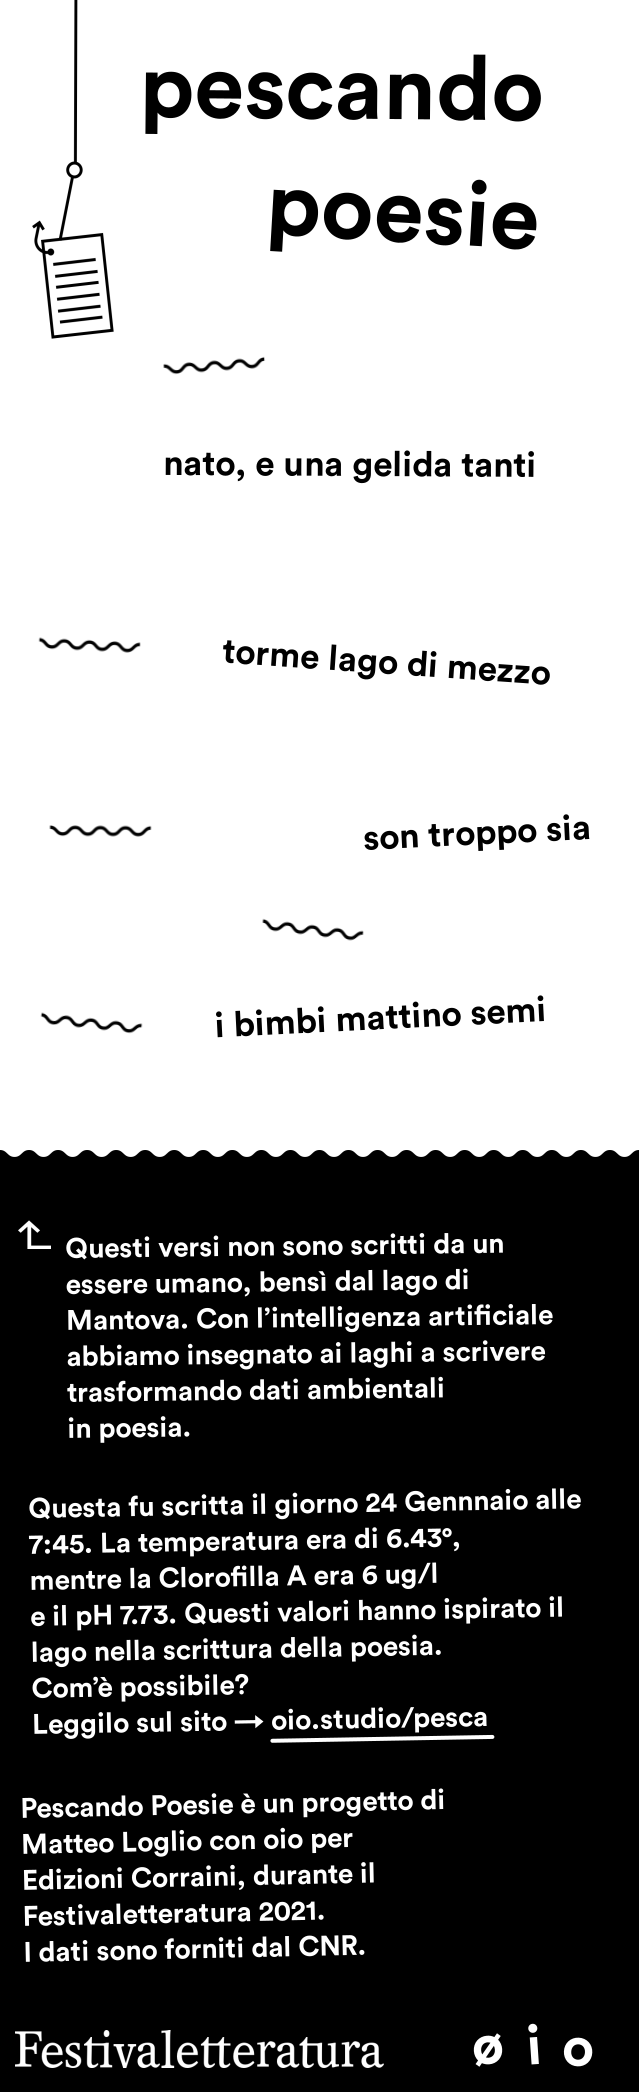 pescando
poesie
nato, e una gelida tanti
torme lago di mezzo
son troppo sia
i bimbi mattino semi
Questi versi non sono scritti da un
essere umano, bensì dal lago di
Mantova. Con l’intelligenza artificiale
abbiamo insegnato ai laghi a scrivere
trasformando dati ambientali
in poesia.
Questa fu scritta il giorno 24 Gennnaio alle
7:45. La temperatura era di 6.43°,
mentre la Clorofilla A era 6 ug/l
e il pH 7.73. Questi valori hanno ispirato il
lago nella scrittura della poesia.
Com’è possibile?
Leggilo sul sito → oio.studio/pesca
Pescando Poesie è un progetto di
Matteo Loglio con oio per
Edizioni Corraini, durante il
Festivaletteratura 2021.
I dati sono forniti dal CNR.
Festivaletteratura ø i o